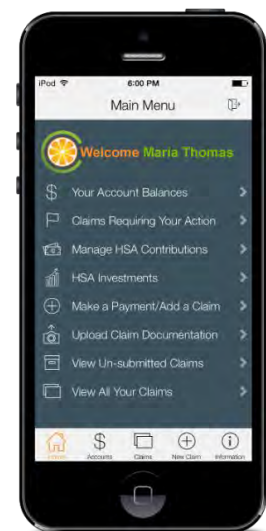 iPod 6:00 PM
Main Menu
Welcome Maria Thomas
$ Your Account Balances
Claims Requiring Your Action
Manage HSA Contributions
HSA Investments
Make a Payment/Add a Claim
Upload Claim Documentation
View Un-submitted Claims
View All Your Claims
$
Home Accounts Claims New Claim Information